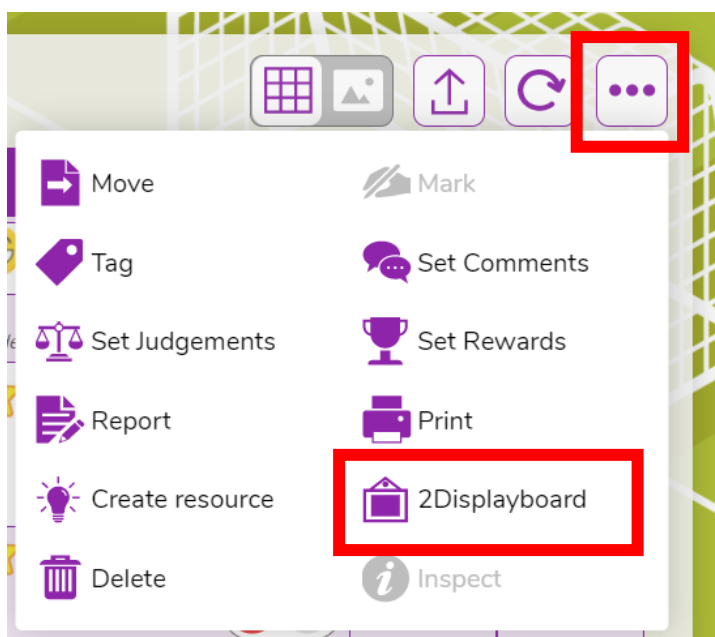 Move
Mark
Tag
Set Comments
Set Judgements
Set Rewards
Report
Print
Create resource
2Displayboard
Delete
Inspect